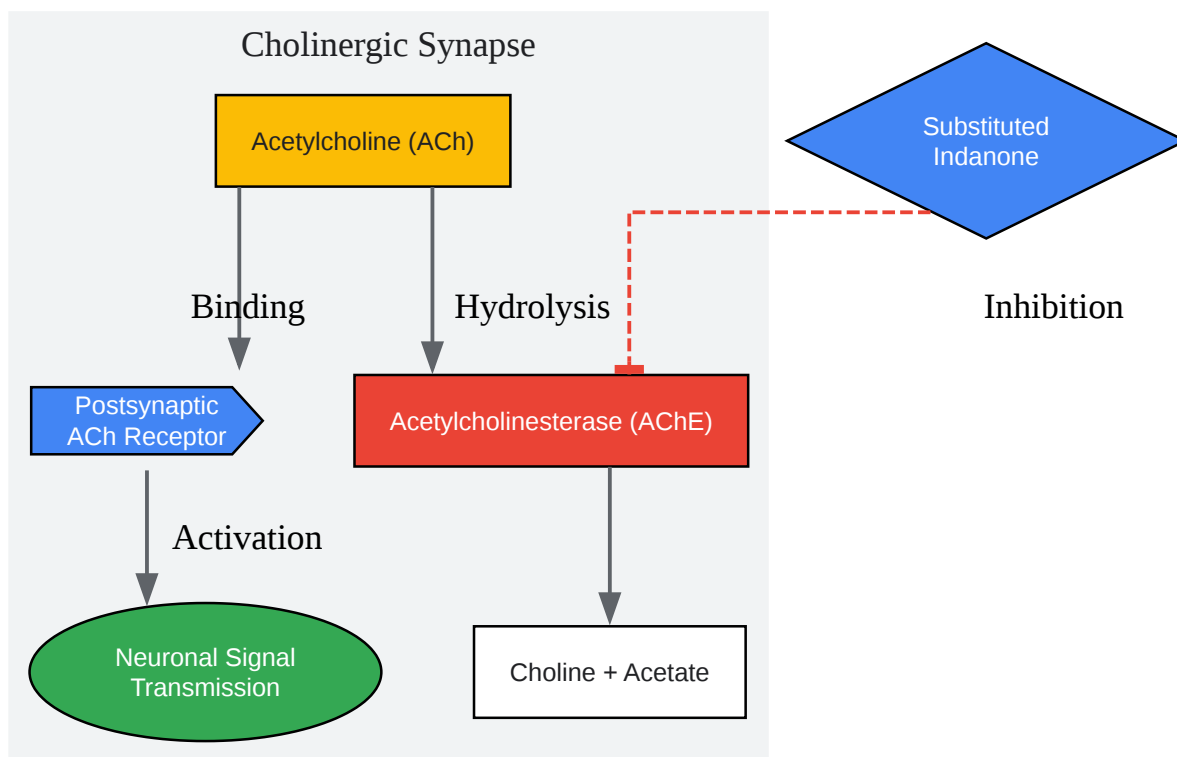 Cholinergic Synapse
Acetylcholine (ACh)
Substituted
Indanone
Binding
Hydrolysis
Inhibition
Postsynaptic
ACh Receptor
Acetylcholinesterase (AChE)
Activation
Neuronal Signal
Transmission
Choline + Acetate